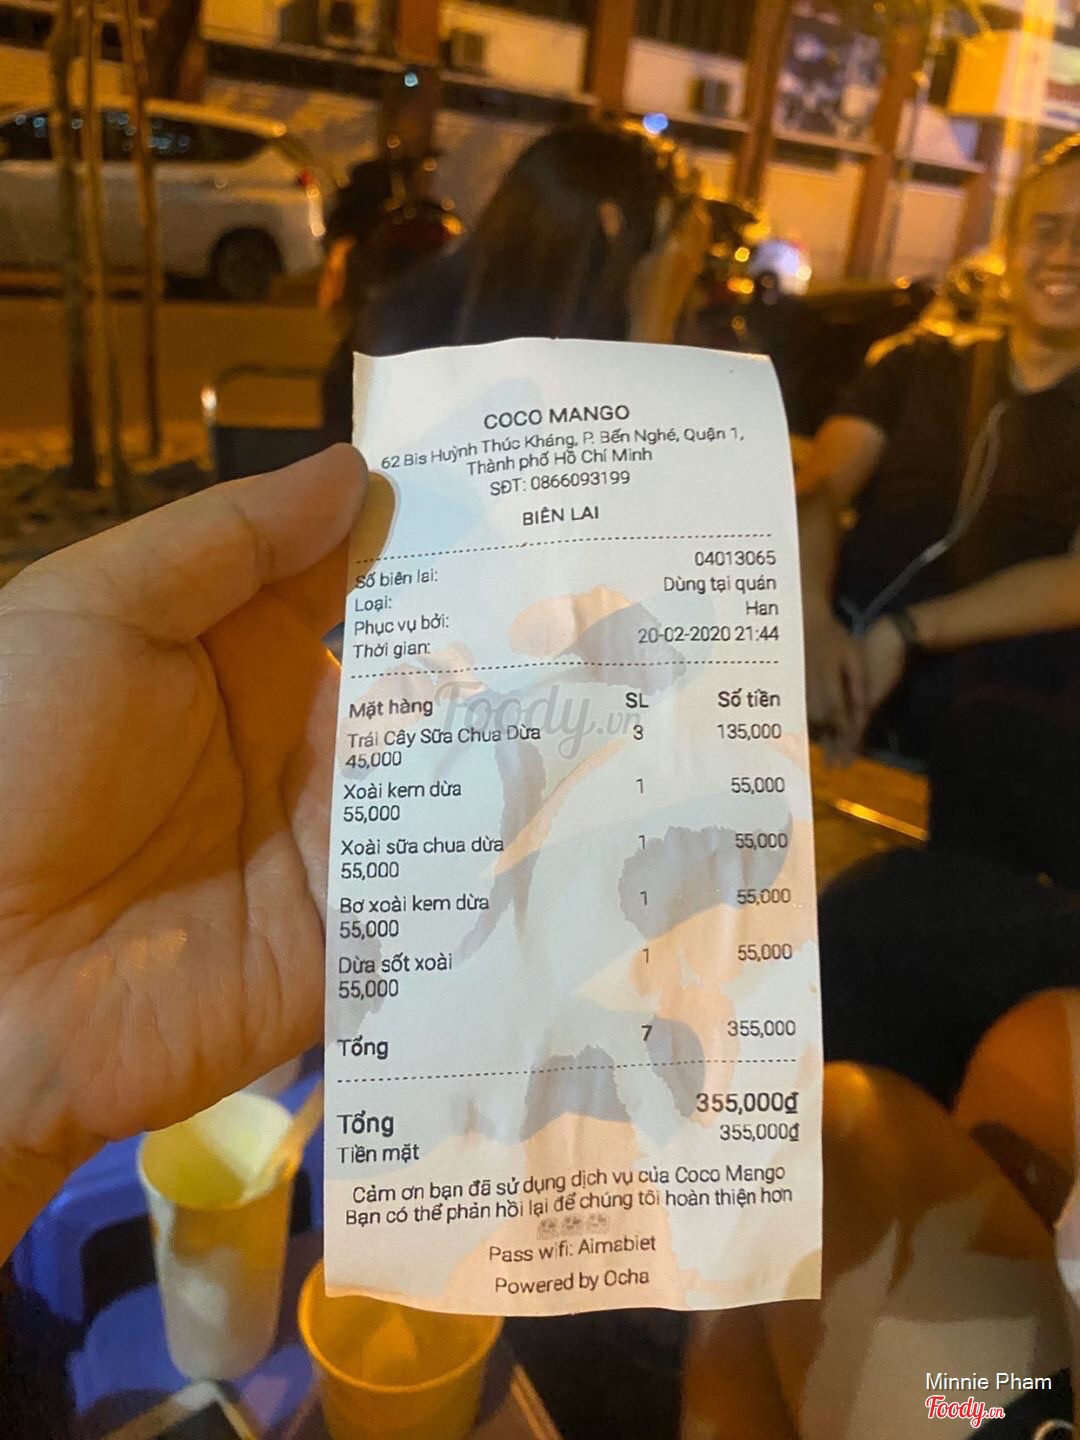 COCO MANGO
62 Bis Huỳnh Thúc Kháng, P. Bến Nghé, Quận 1,
Thành phố Hồ Chí Minh
SĐT: 0866093199
BIÊN LAI
Số biên lai: 04013065
Loại: Dùng tại quán
Phục vụ bởi: Han
Thời gian: 20-02-2020 21:44
Mặt hàng SL Số tiền
Trái Cây Sữa Chua Dừa 3 135,000
45,000
Xoài kem dừa 1 55,000
55,000
Xoài sữa chua dừa 1 55,000
55,000
Bơ xoài kem dừa 1 55,000
55,000
Dừa sốt xoài 1 55,000
55,000
Tổng 7 355,000
Tổng 355,000₫
Tiền mặt 355,000₫
Cảm ơn bạn đã sử dụng dịch vụ của Coco Mango
Bạn có thể phản hồi lại để chúng tôi hoàn thiện hơn
Pass wifi: Aimabiet
Powered by Ocha
Foody.vn
Minnie Pham
Foody.vn